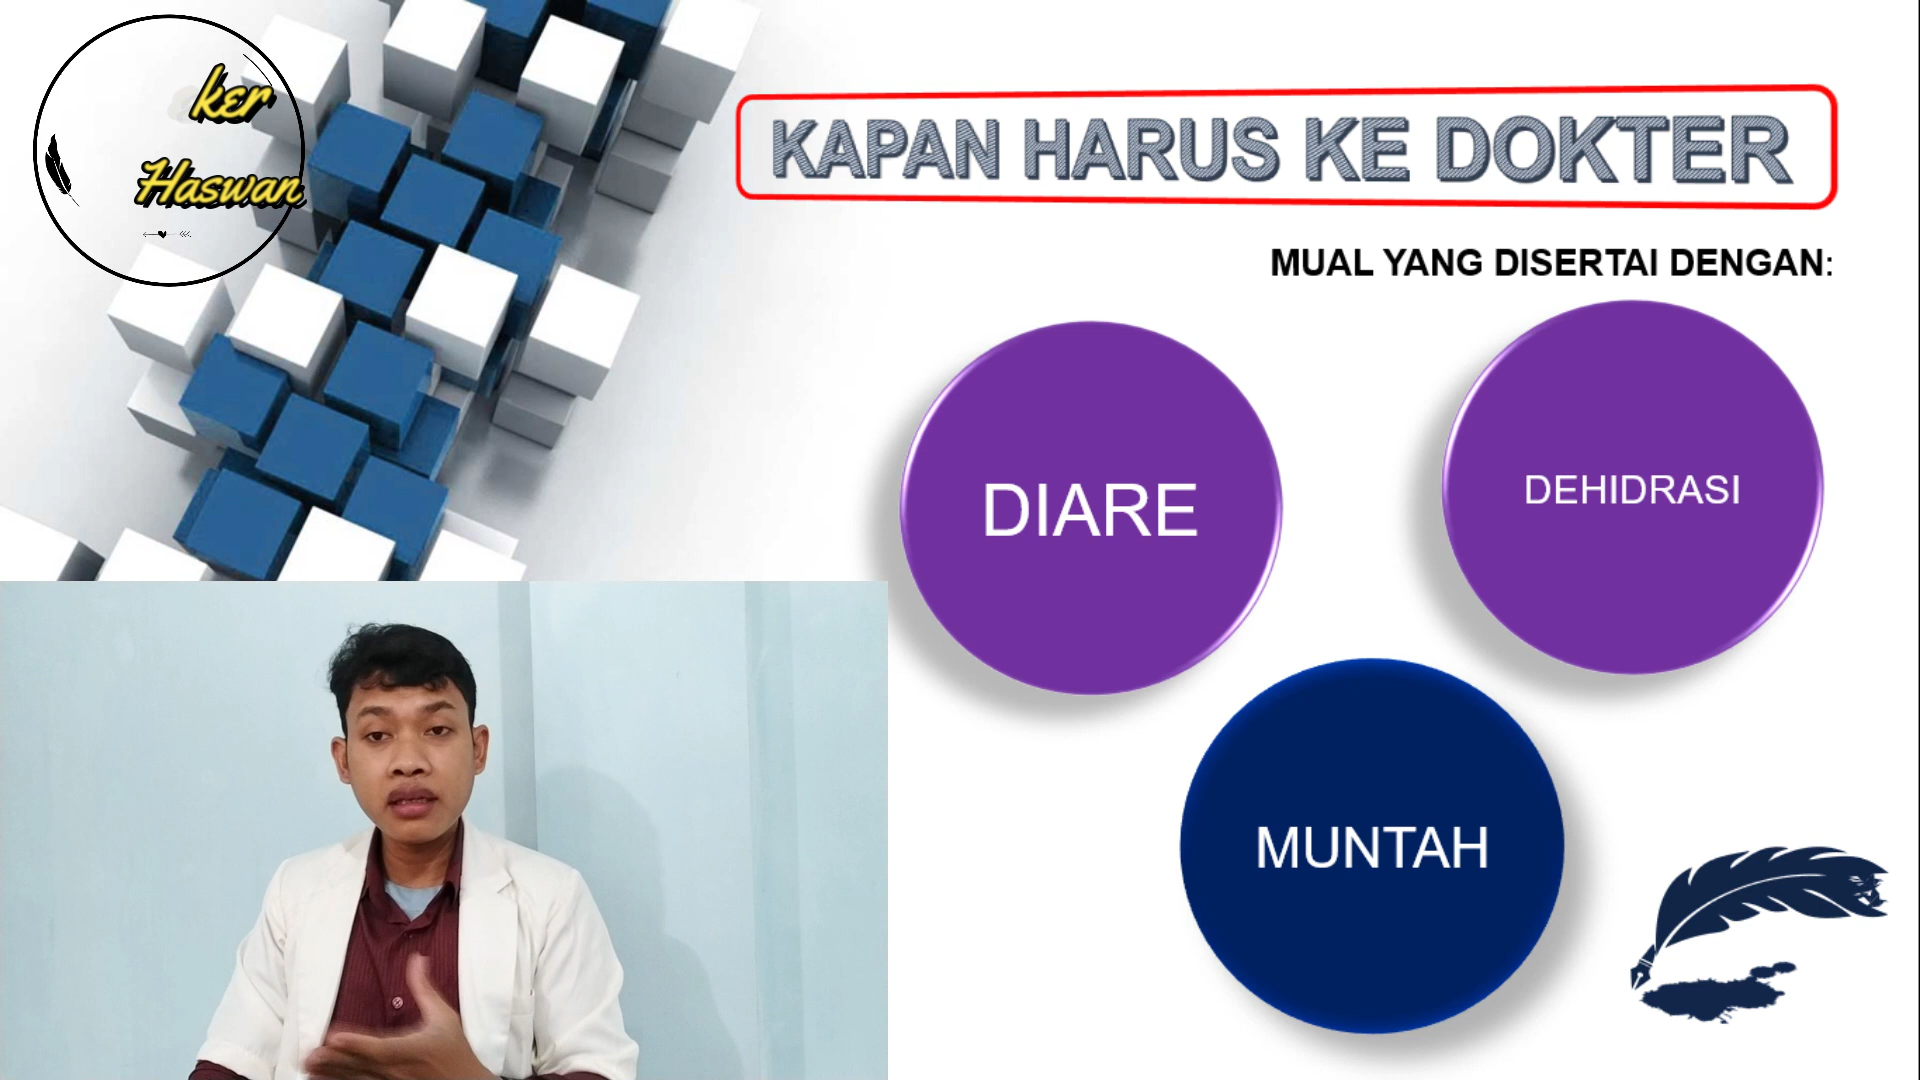 ker
Haswan
KAPAN HARUS KE DOKTER
MUAL YANG DISERTAI DENGAN:
DIARE
DEHIDRASI
MUNTAH